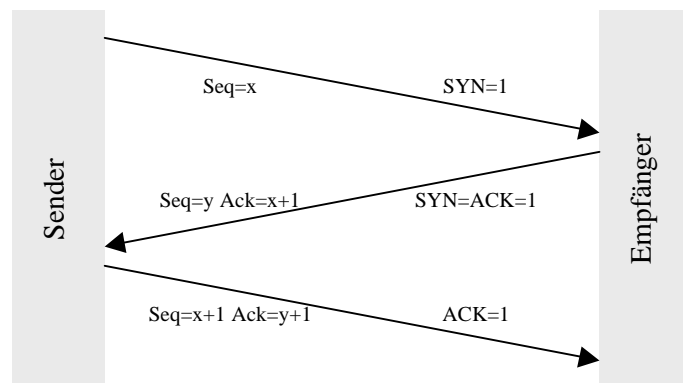 Sender
Seq=x SYN=1
Seq=y Ack=x+1 SYN=ACK=1
Seq=x+1 Ack=y+1 ACK=1
Empfänger